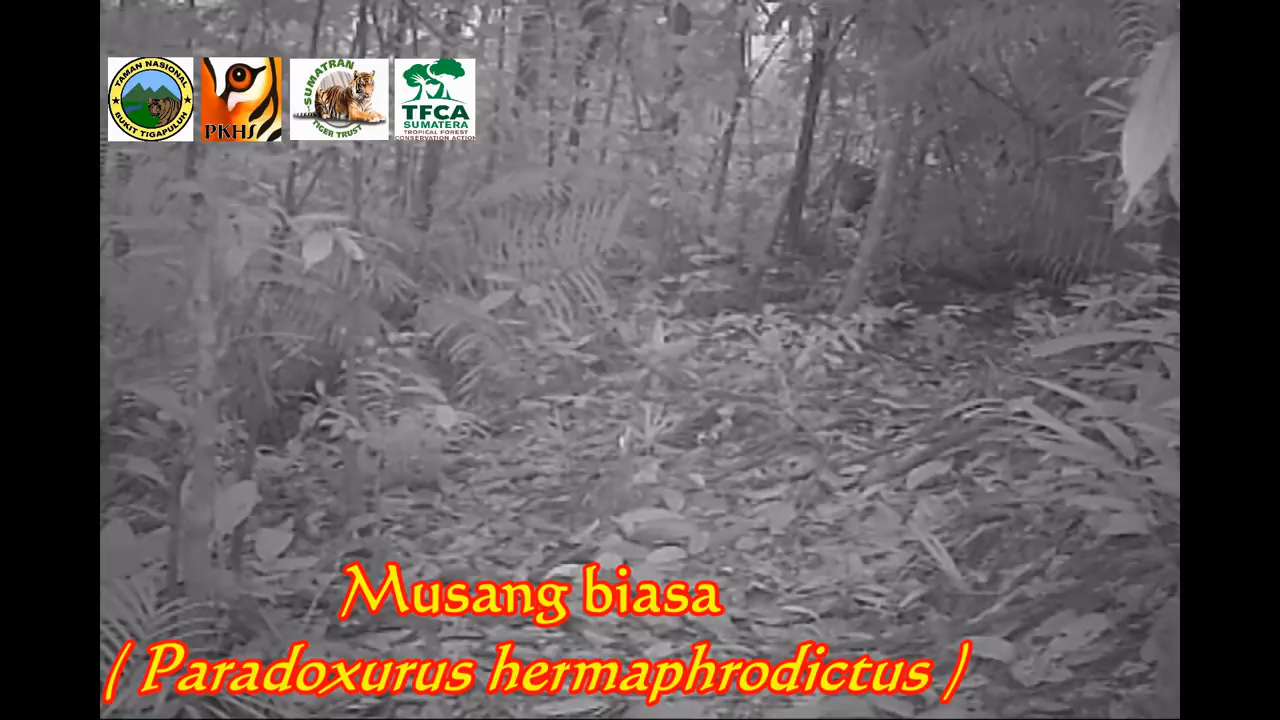 TAMAN NASIONAL
BUKIT TIGAPULUH
PKHS
SUMATRAN
TIGER TRUST
TFCA
SUMATERA
TROPICAL FOREST
CONSERVATION ACTION
Musang biasa
( Paradoxurus hermaphrodictus )